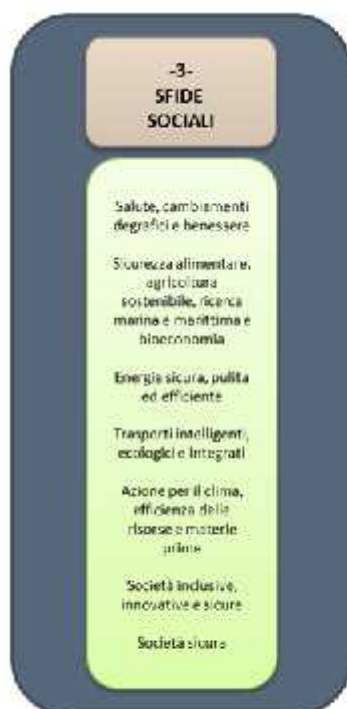 -3-
SFIDE
SOCIALI
Salute, cambiamenti
degrafici e benessere
Sicurezza alimentare,
agricoltura
sostenibile, ricerca
marina e marittima e
bioeconomia
Energia sicura, pulita
ed efficiente
Trasporti intelligenti,
ecologici e integrati
Azione per il clima,
efficienza delle
risorse e materie
prime
Società inclusive,
innovative e sicure
Società sicura